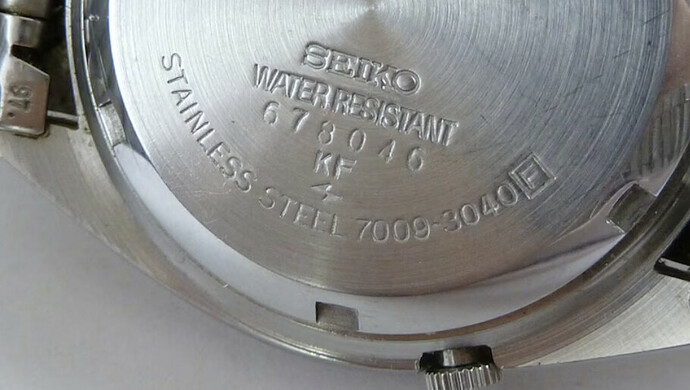 SEIKO
WATER RESISTANT
678046
KF
4
STAINLESS STEEL 7009-3040 F